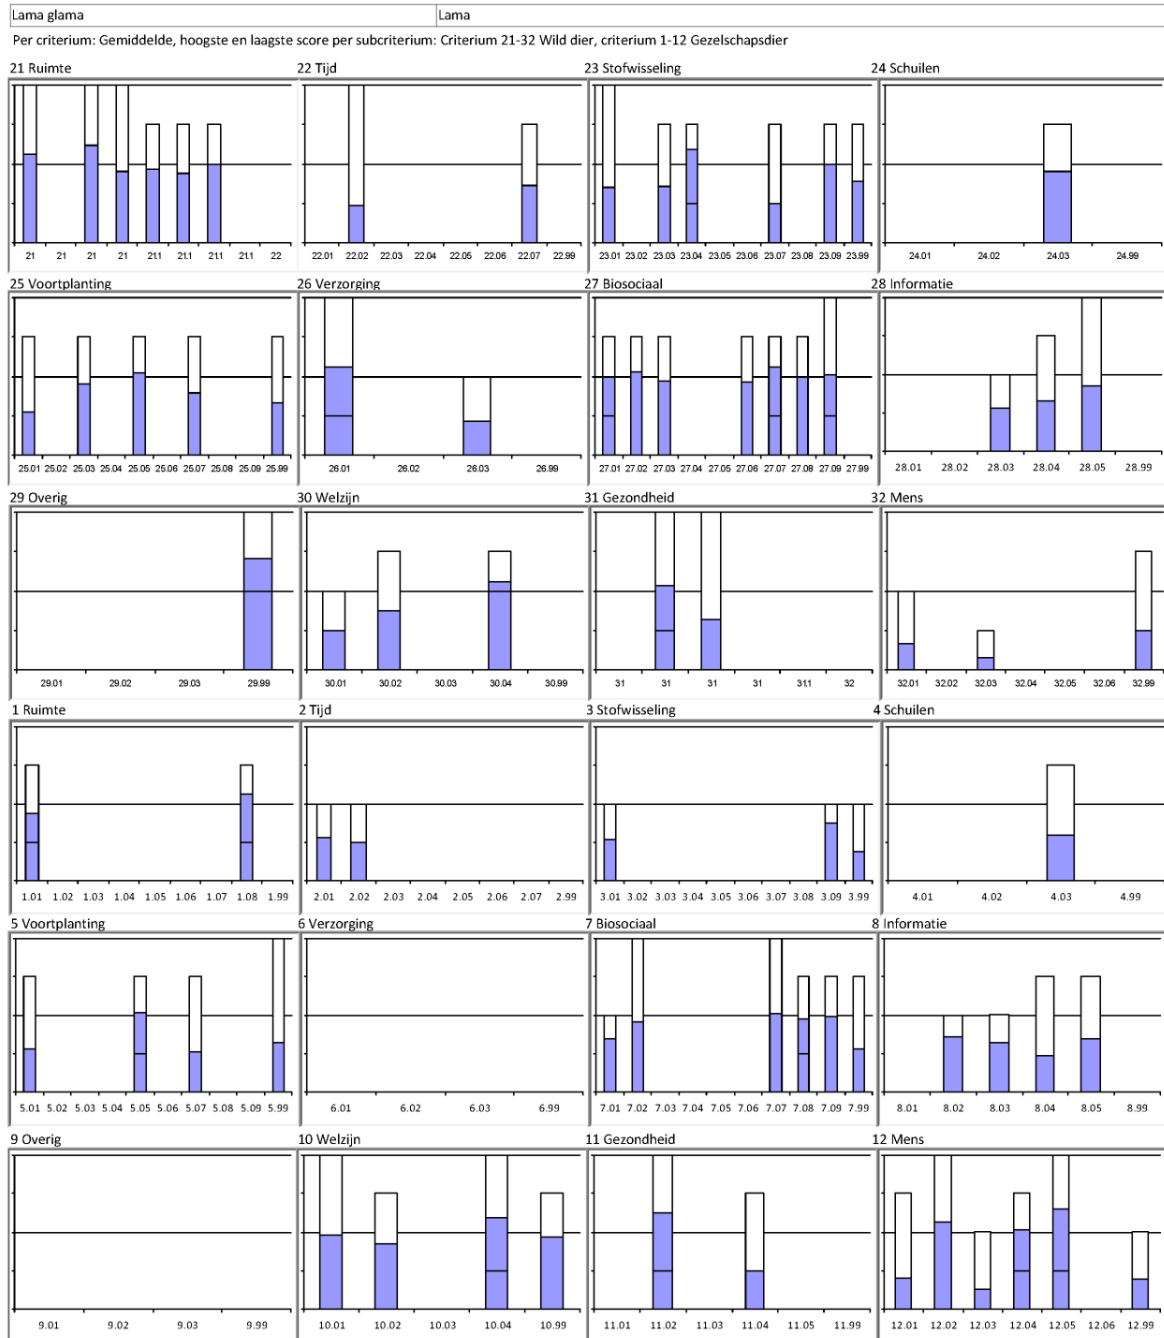 Lama glama Lama
Per criterium: Gemiddelde, hoogste en laagste score per subcriterium: Criterium 21-32 Wild dier, criterium 1-12 Gezelschapsdier
21 Ruimte 22 Tijd 23 Stofwisseling 24 Schuilen
21 21 21 21 21.1 21.1 21.1 21.1 22 22.01 22.02 22.03 22.04 22.05 22.06 22.07 22.99 23.01 23.02 23.03 23.04 23.05 23.06 23.07 23.08 23.09 23.99 24.01 24.02 24.03 24.99
25 Voortplanting 26 Verzorging 27 Biosociaal 28 Informatie
25.01 25.02 25.03 25.04 25.05 25.06 25.07 25.08 25.09 25.99 26.01 26.02 26.03 26.99 27.01 27.02 27.03 27.04 27.05 27.06 27.07 27.08 27.09 27.99 28.01 28.02 28.03 28.04 28.05 28.99
29 Overig 30 Welzijn 31 Gezondheid 32 Mens
29.01 29.02 29.03 29.99 30.01 30.02 30.03 30.04 30.99 31 31 31 31 31.1 32 32.01 32.02 32.03 32.04 32.05 32.06 32.99
1 Ruimte 2 Tijd 3 Stofwisseling 4 Schuilen
1.01 1.02 1.03 1.04 1.05 1.06 1.07 1.08 1.99 2.01 2.02 2.03 2.04 2.05 2.06 2.07 2.99 3.01 3.02 3.03 3.04 3.05 3.06 3.07 3.08 3.09 3.99 4.01 4.02 4.03 4.99
5 Voortplanting 6 Verzorging 7 Biosociaal 8 Informatie
5.01 5.02 5.03 5.04 5.05 5.06 5.07 5.08 5.09 5.99 6.01 6.02 6.03 6.99 7.01 7.02 7.03 7.04 7.05 7.06 7.07 7.08 7.09 7.99 8.01 8.02 8.03 8.04 8.05 8.99
9 Overig 10 Welzijn 11 Gezondheid 12 Mens
9.01 9.02 9.03 9.99 10.01 10.02 10.03 10.04 10.99 11.01 11.02 11.03 11.04 11.05 11.99 12.01 12.02 12.03 12.04 12.05 12.06 12.99